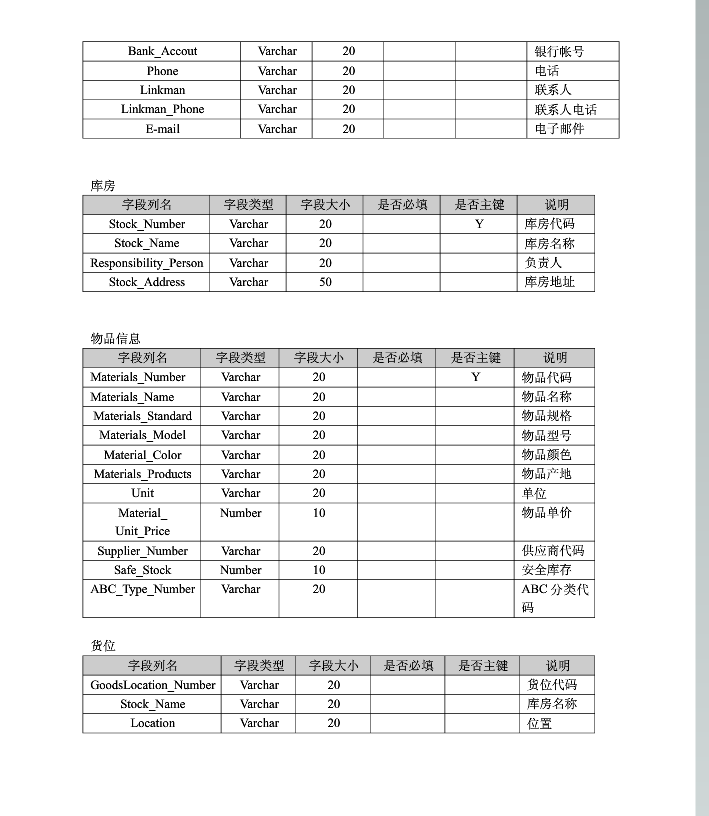 Bank_Accout Varchar 20 银行帐号
Phone Varchar 20 电话
Linkman Varchar 20 联系人
Linkman_Phone Varchar 20 联系人电话
E-mail Varchar 20 电子邮件
库房
字段列名 字段类型 字段大小 是否必填 是否主键 说明
Stock_Number Varchar 20 Y 库房代码
Stock_Name Varchar 20 库房名称
Responsibility_Person Varchar 20 负责人
Stock_Address Varchar 50 库房地址
物品信息
字段列名 字段类型 字段大小 是否必填 是否主键 说明
Materials_Number Varchar 20 Y 物品代码
Materials_Name Varchar 20 物品名称
Materials_Standard Varchar 20 物品规格
Materials_Model Varchar 20 物品型号
Material_Color Varchar 20 物品颜色
Materials_Products Varchar 20 物品产地
Unit Varchar 20 单位
Material_ Number 10 物品单价
Unit_Price
Supplier_Number Varchar 20 供应商代码
Safe_Stock Number 10 安全库存
ABC_Type_Number Varchar 20 ABC 分类代
码
货位
字段列名 字段类型 字段大小 是否必填 是否主键 说明
GoodsLocation_Number Varchar 20 货位代码
Stock_Name Varchar 20 库房名称
Location Varchar 20 位置